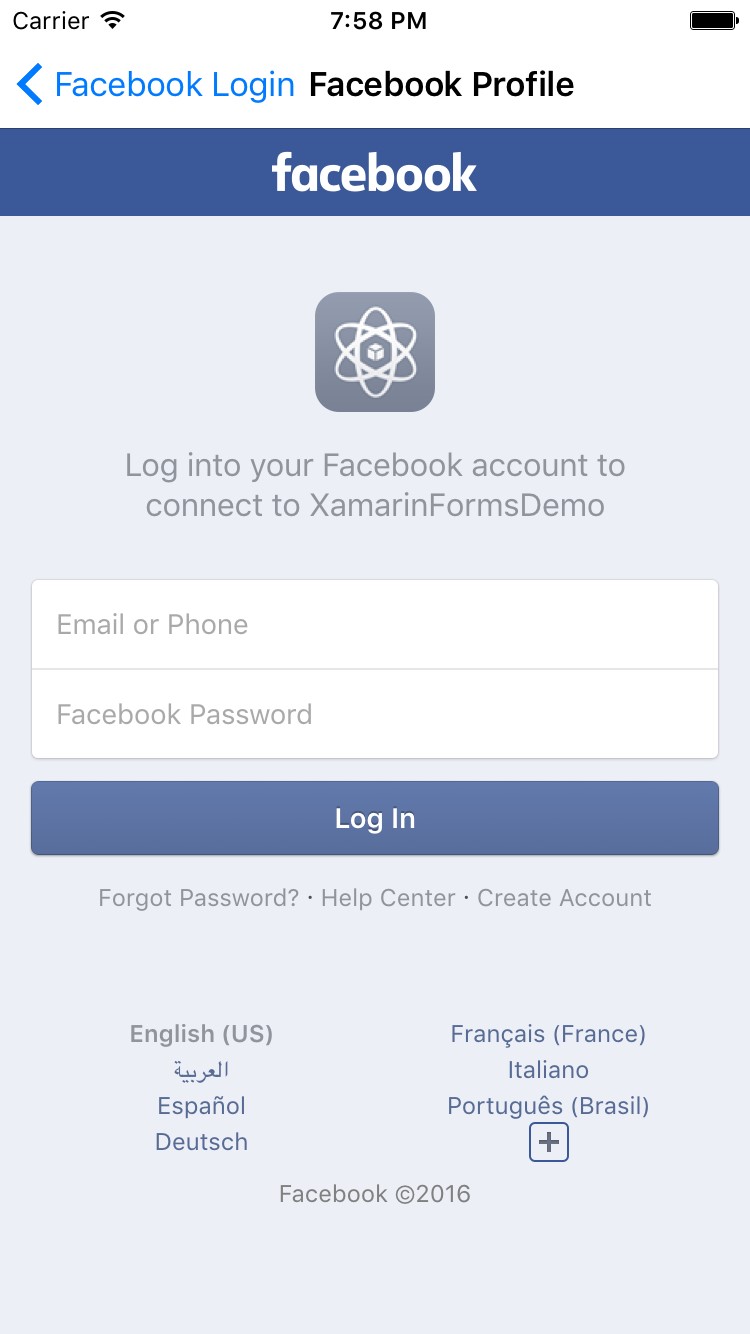 Carrier 7:58 PM
Facebook Login Facebook Profile
facebook
Log into your Facebook account to
connect to XamarinFormsDemo
Email or Phone
Facebook Password
Log In
Forgot Password? · Help Center · Create Account
English (US) Français (France)
العربية Italiano
Español Português (Brasil)
Deutsch +
Facebook ©2016